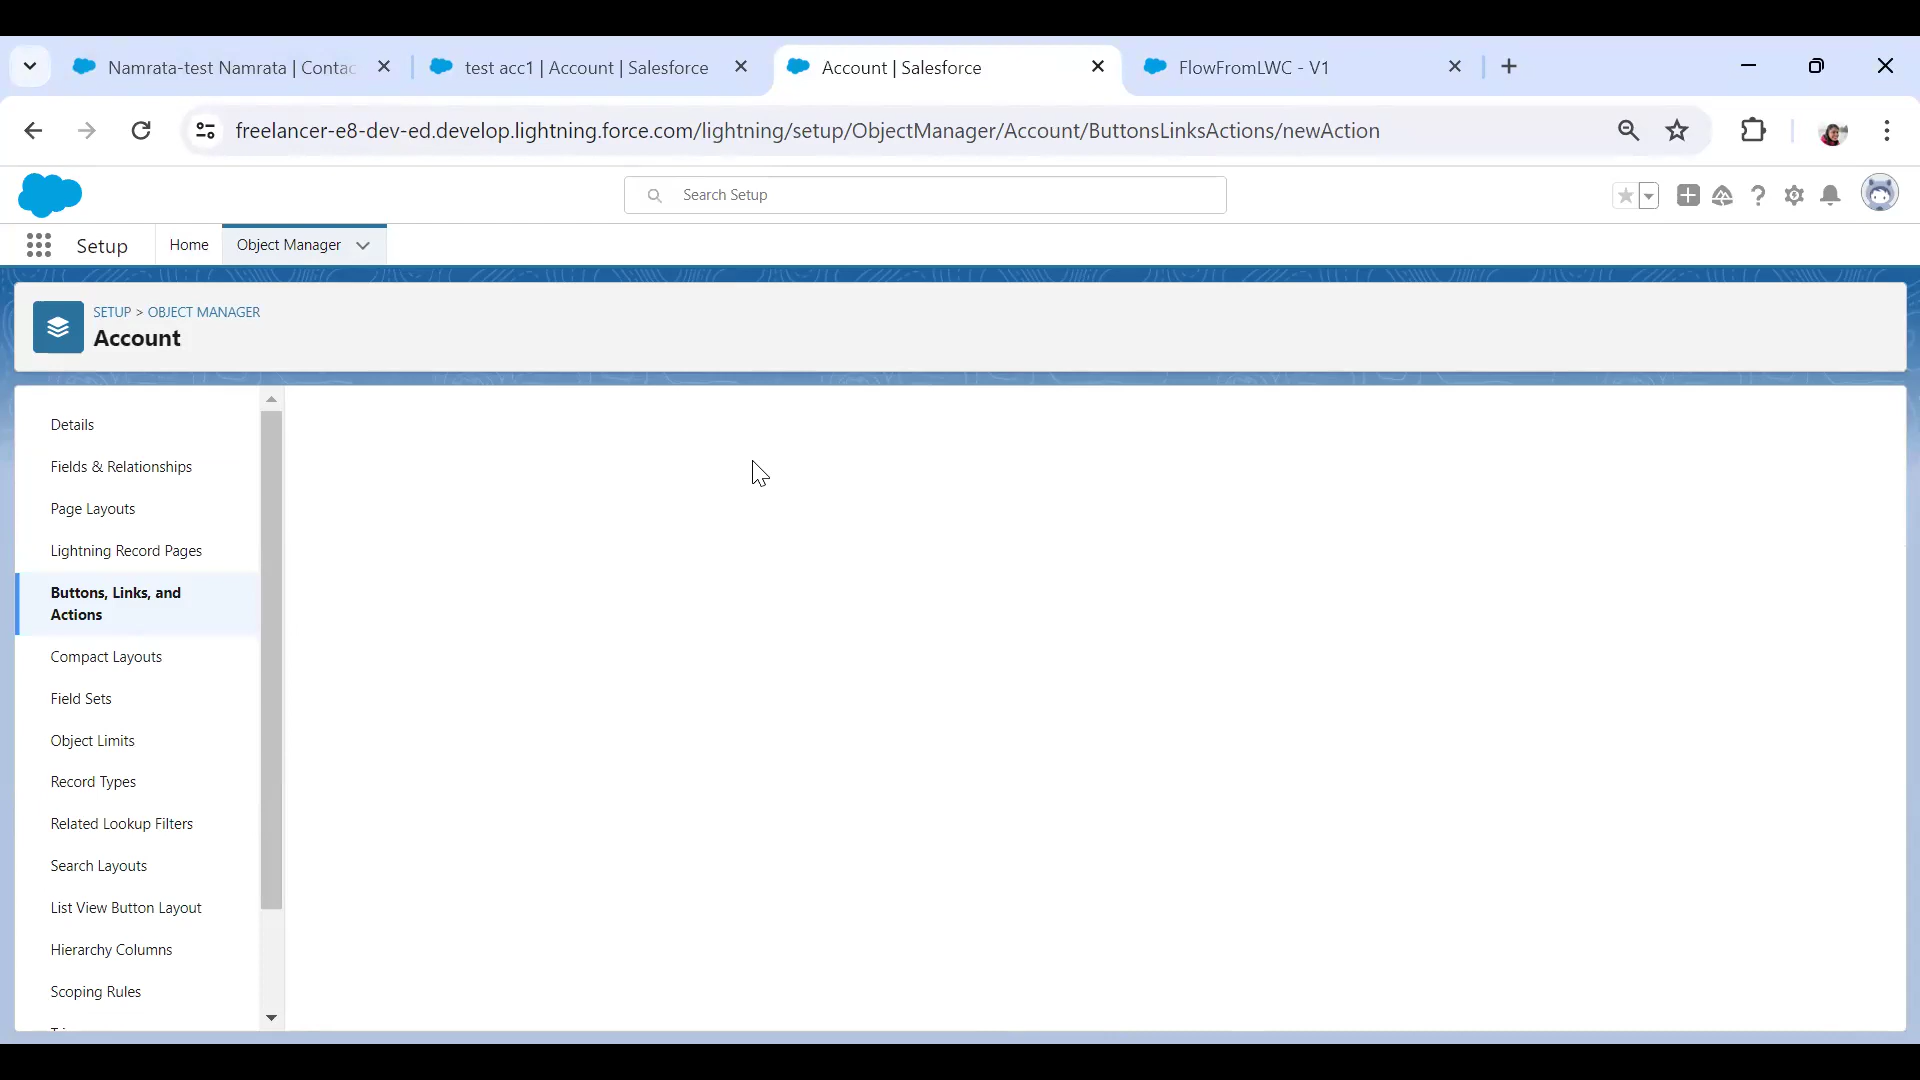 Namrata-test Namrata | Contac
test acc1 | Account | Salesforce
Account | Salesforce
FlowFromLWC - V1
freelancer-e8-dev-ed.develop.lightning.force.com/lightning/setup/ObjectManager/Account/ButtonsLinksActions/newAction
Search Setup
Setup
Home
Object Manager
SETUP > OBJECT MANAGER
Account
Details
Fields & Relationships
Page Layouts
Lightning Record Pages
Buttons, Links, and
Actions
Compact Layouts
Field Sets
Object Limits
Record Types
Related Lookup Filters
Search Layouts
List View Button Layout
Hierarchy Columns
Scoping Rules